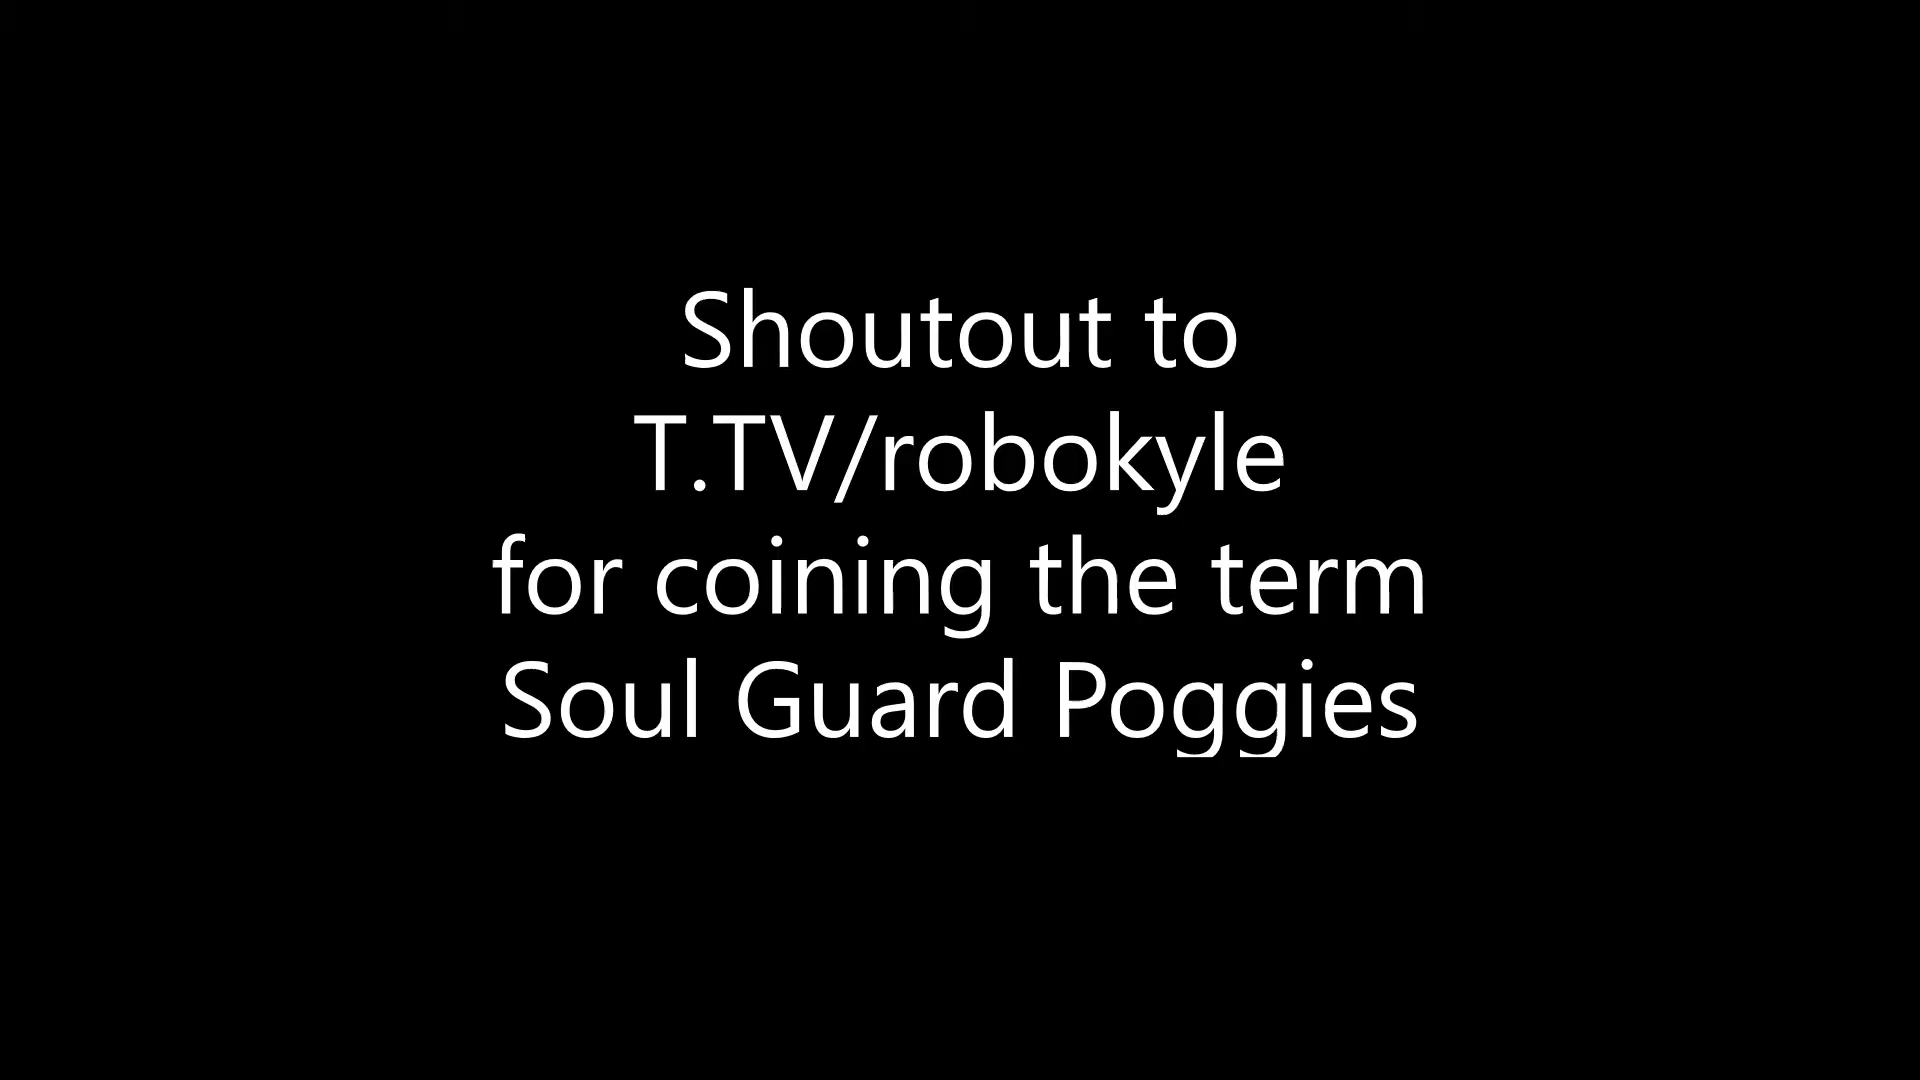 Shoutout to
T.TV/robokyle
for coining the term
Soul Guard Poggies